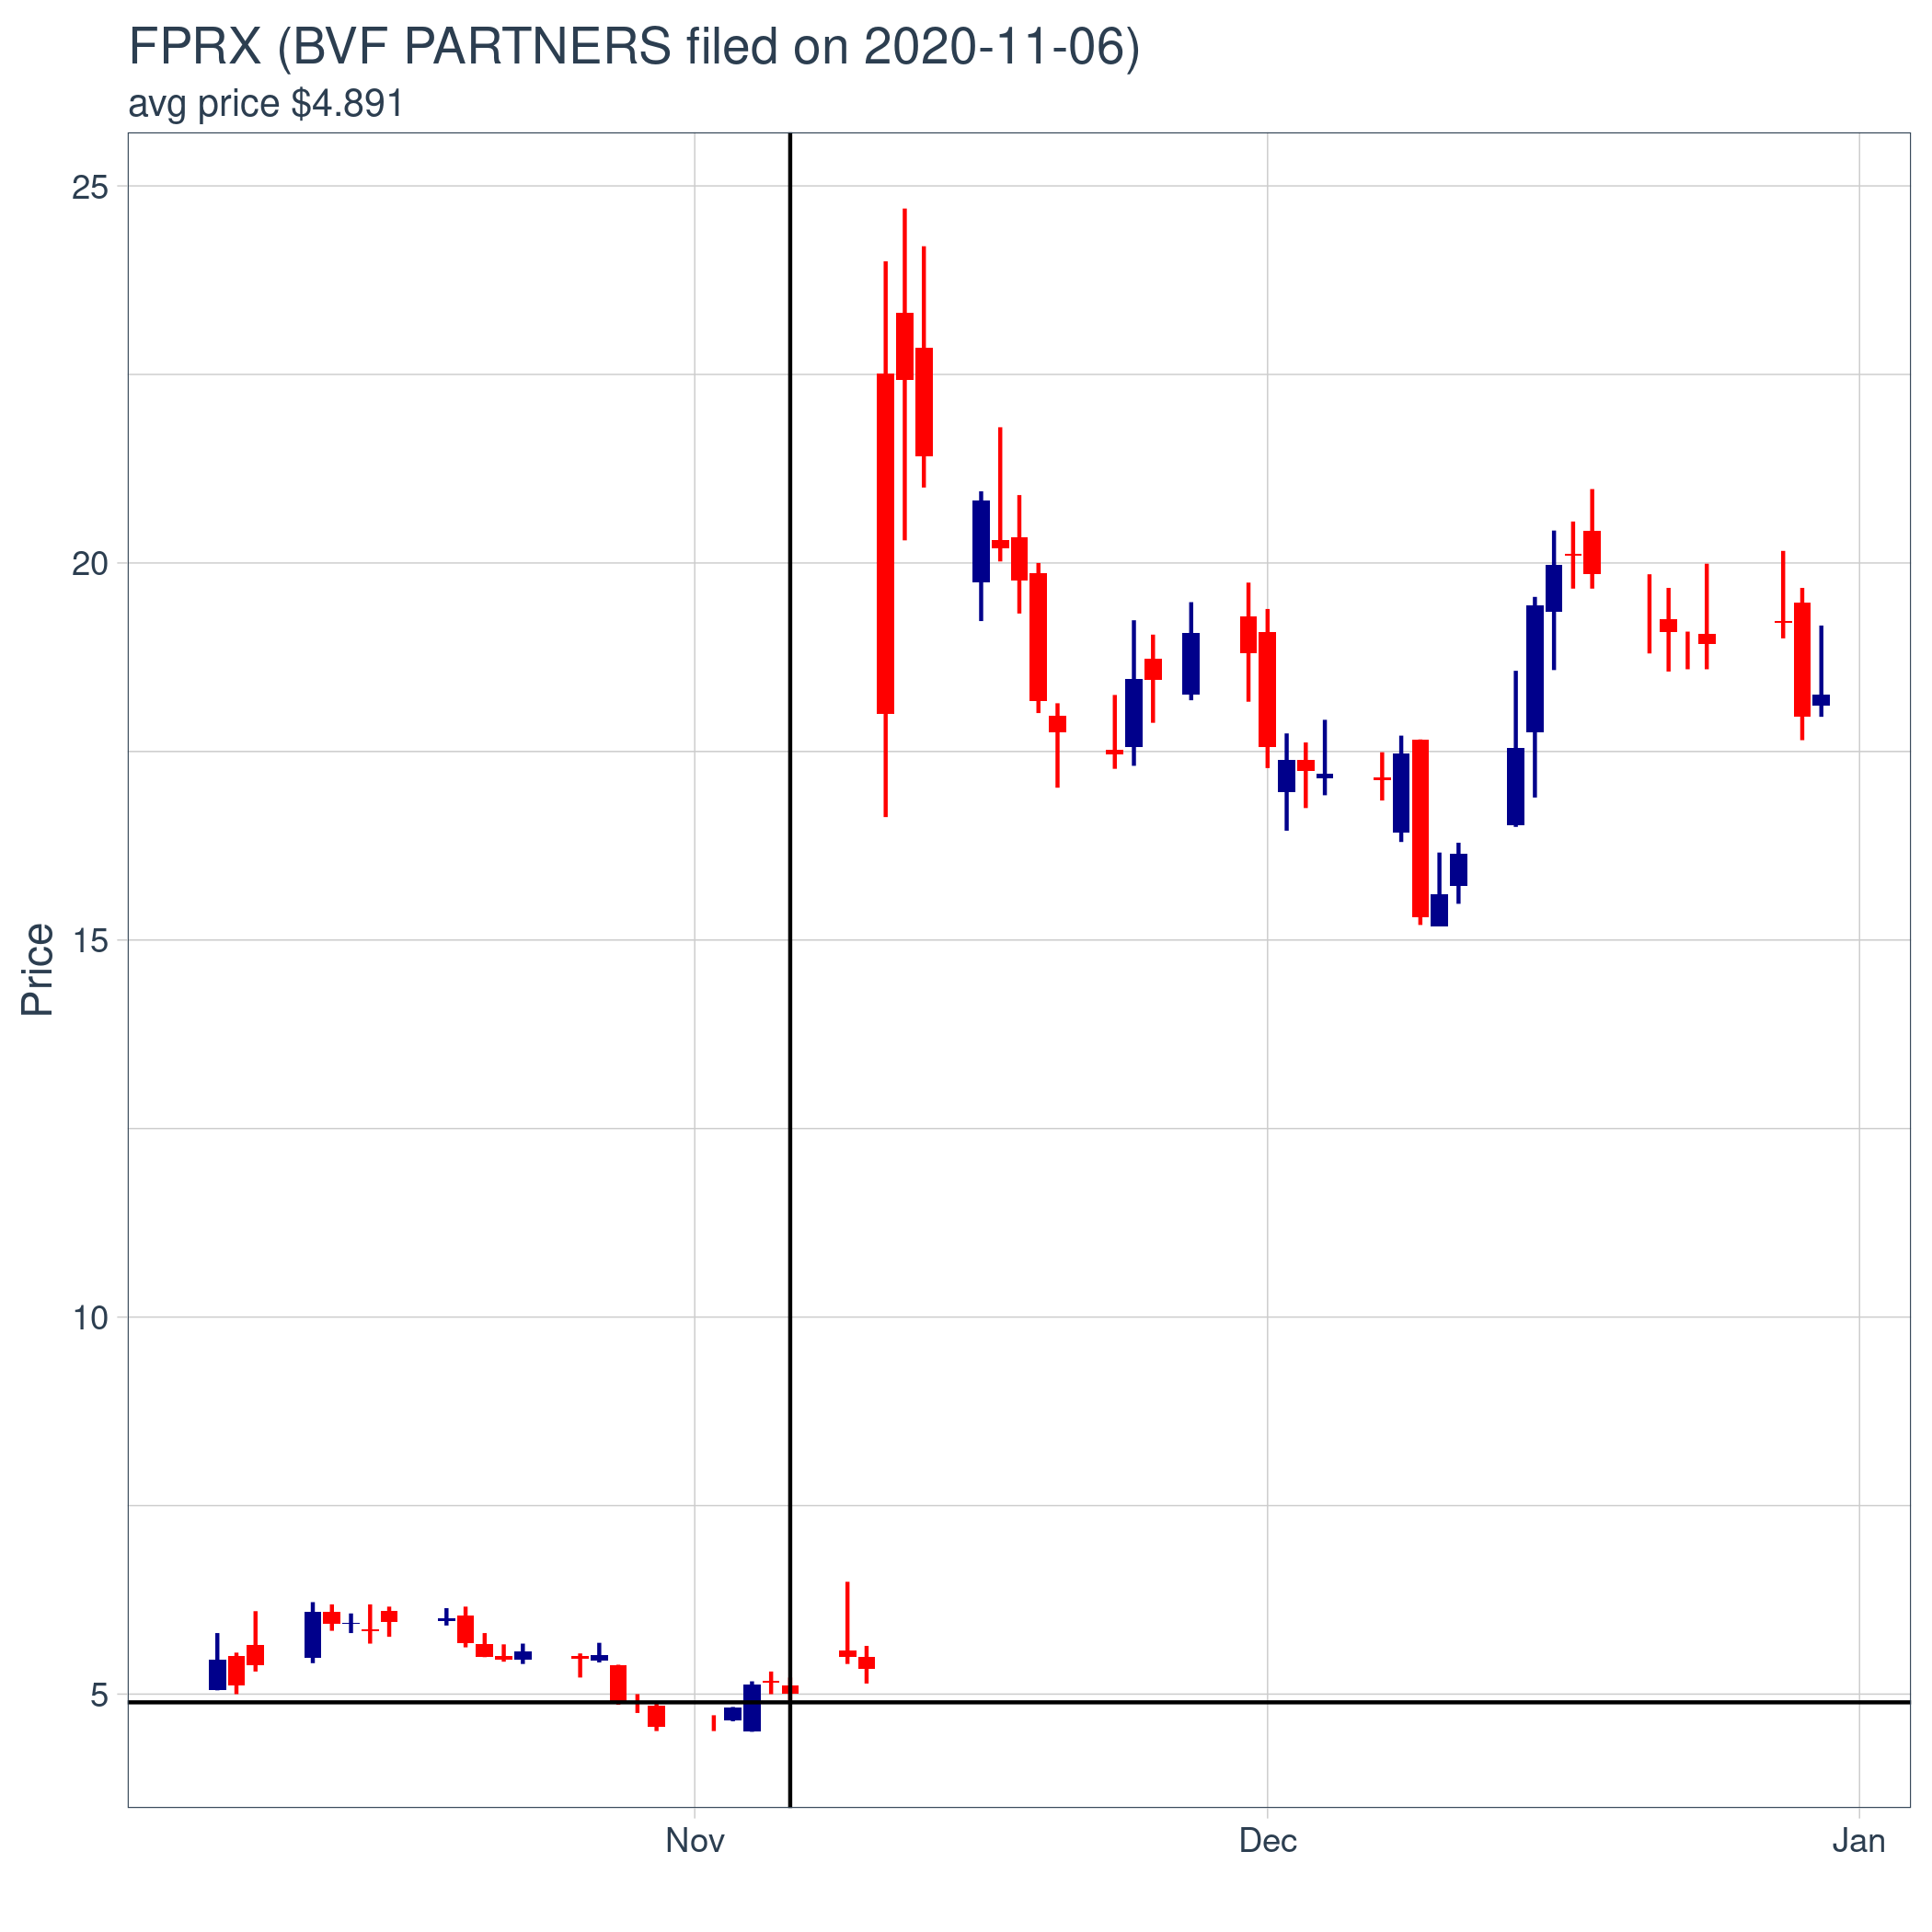 FPRX (BVF PARTNERS filed on 2020-11-06)
avg price $4.891
25
20
15
10
5
Price
Nov
Dec
Jan